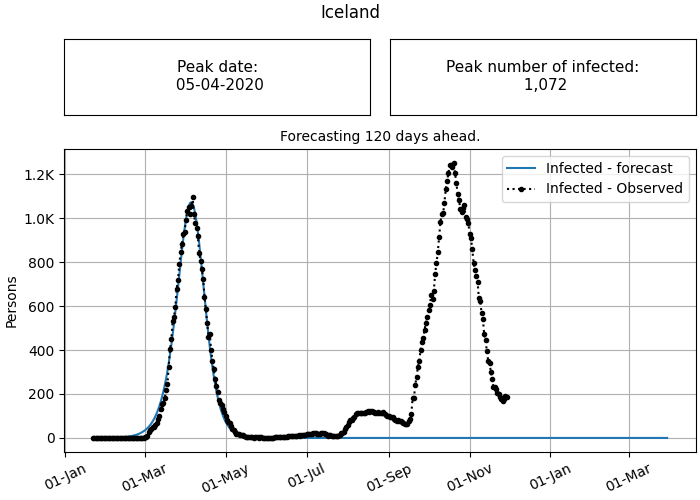 Iceland
Peak date:
05-04-2020
Peak number of infected:
1,072
Forecasting 120 days ahead.
Infected - forecast
Infected - Observed
1.2K
1.0K
800
600
400
200
0
Persons
01-Jan
01-Mar
01-May
01-Jul
01-Sep
01-Nov
01-Jan
01-Mar